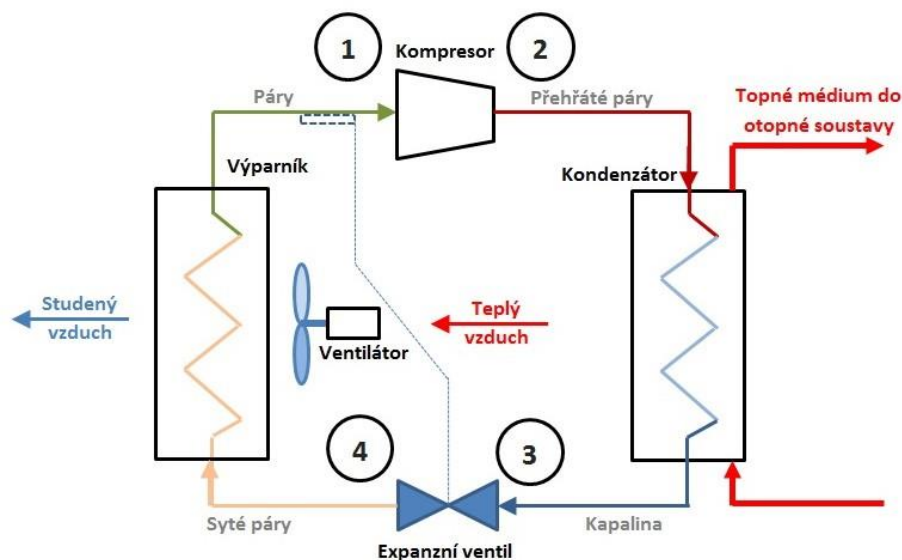 1
Kompresor
2
Páry
Přehřáté páry
Topné médium do
otopné soustavy
Výparník
Kondenzátor
Studený
vzduch
Teplý
vzduch
Ventilátor
4
3
Syté páry
Kapalina
Expanzní ventil